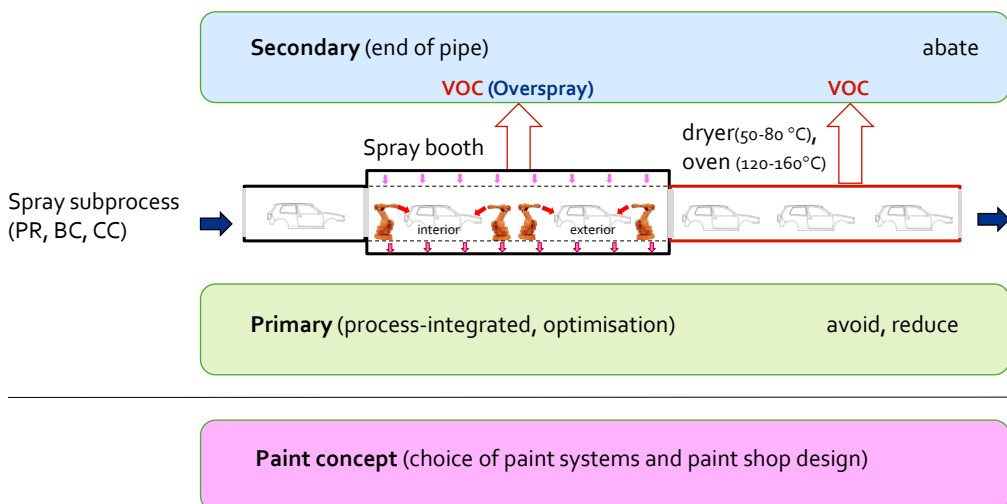 Secondary (end of pipe) abate
VOC (Overspray) VOC
Spray booth
dryer(50-80 °C),
oven (120-160°C)
Spray subprocess
(PR, BC, CC)
interior
exterior
Primary (process-integrated, optimisation) avoid, reduce
Paint concept (choice of paint systems and paint shop design)